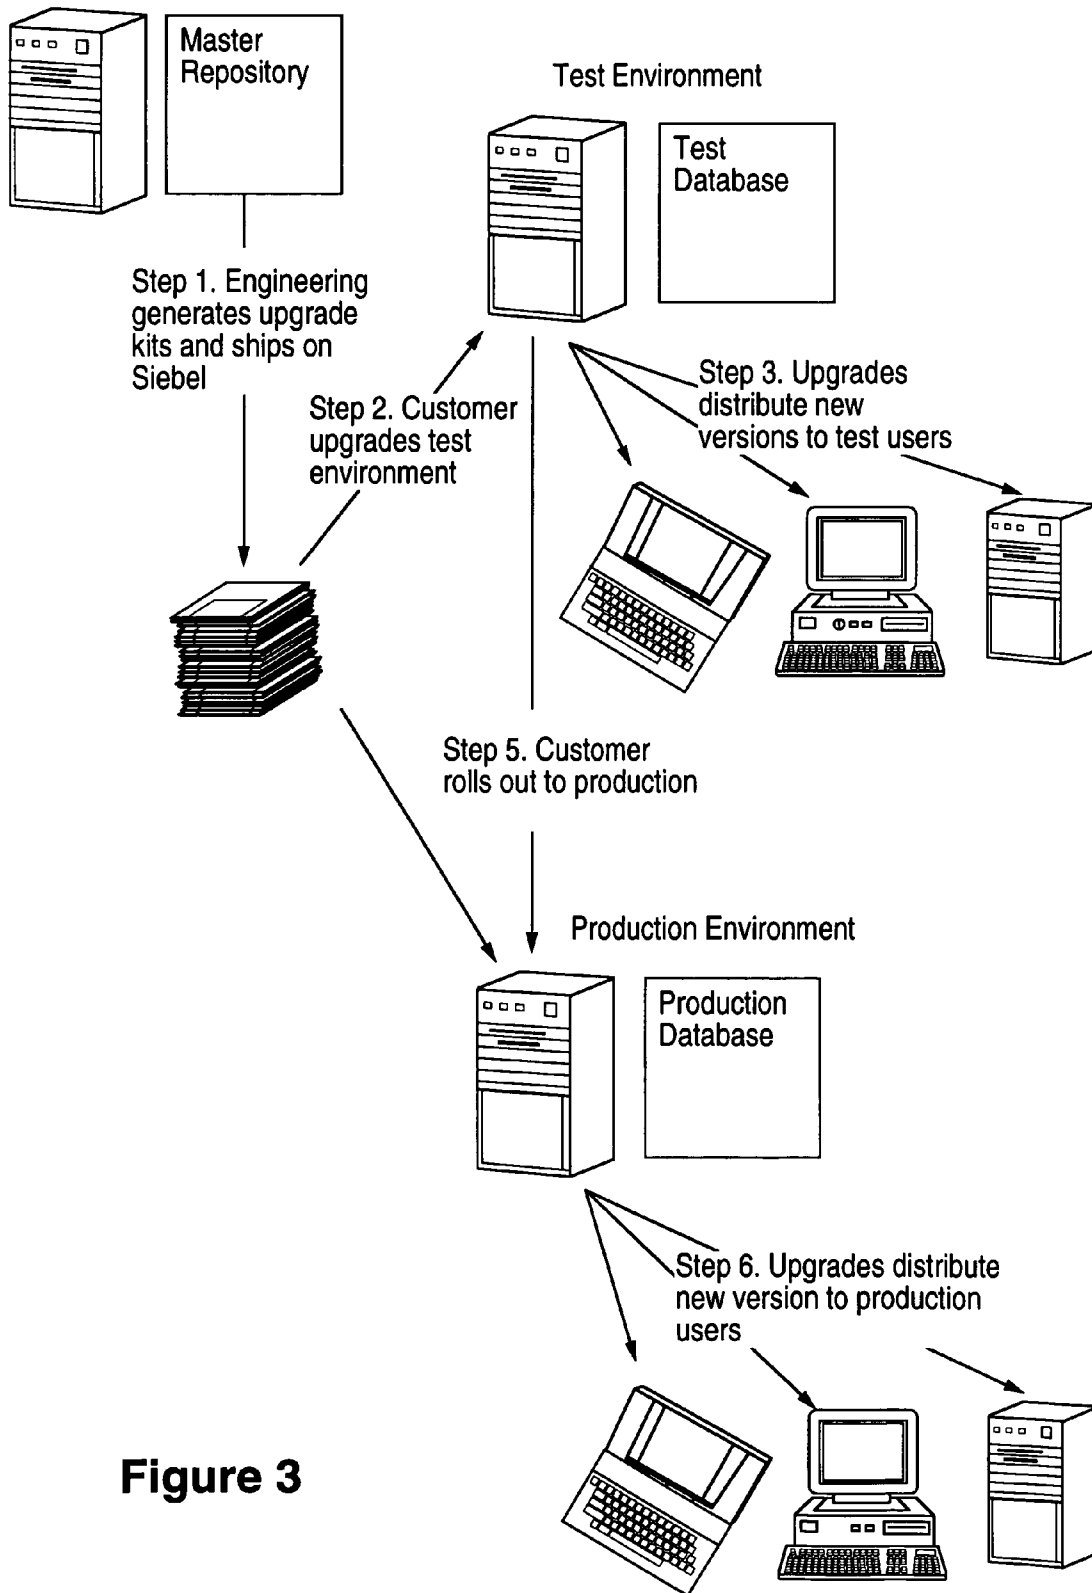 Master
Repository
Test Environment
Test
Database
Step 1. Engineering
generates upgrade
kits and ships on
Siebel
Step 2. Customer
upgrades test
environment
Step 3. Upgrades
distribute new
versions to test users
Step 5. Customer
rolls out to production
Production Environment
Production
Database
Step 6. Upgrades distribute
new version to production
users
Figure 3